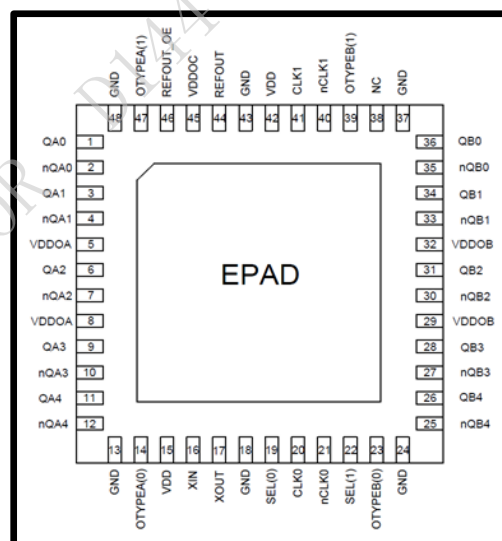 GND
OTYPEA(1)
REFOUT_OE
VDDOC
REFOUT
GND
VDD
CLK1
nCLK1
OTYPEB(1)
NC
GND
48 47 46 45 44 43 42 41 40 39 38 37
QA0 1
nQA0 2
QA1 3
nQA1 4
VDDOA 5
QA2 6
nQA2 7
VDDOA 8
QA3 9
nQA3 10
QA4 11
nQA4 12
EPAD
36 QB0
35 nQB0
34 QB1
33 nQB1
32 VDDOB
31 QB2
30 nQB2
29 VDDOB
28 QB3
27 nQB3
26 QB4
25 nQB4
13 14 15 16 17 18 19 20 21 22 23 24
GND
OTYPEA(0)
VDD
XIN
XOUT
GND
SEL(0)
CLK0
nCLK0
SEL(1)
OTYPEB(0)
GND